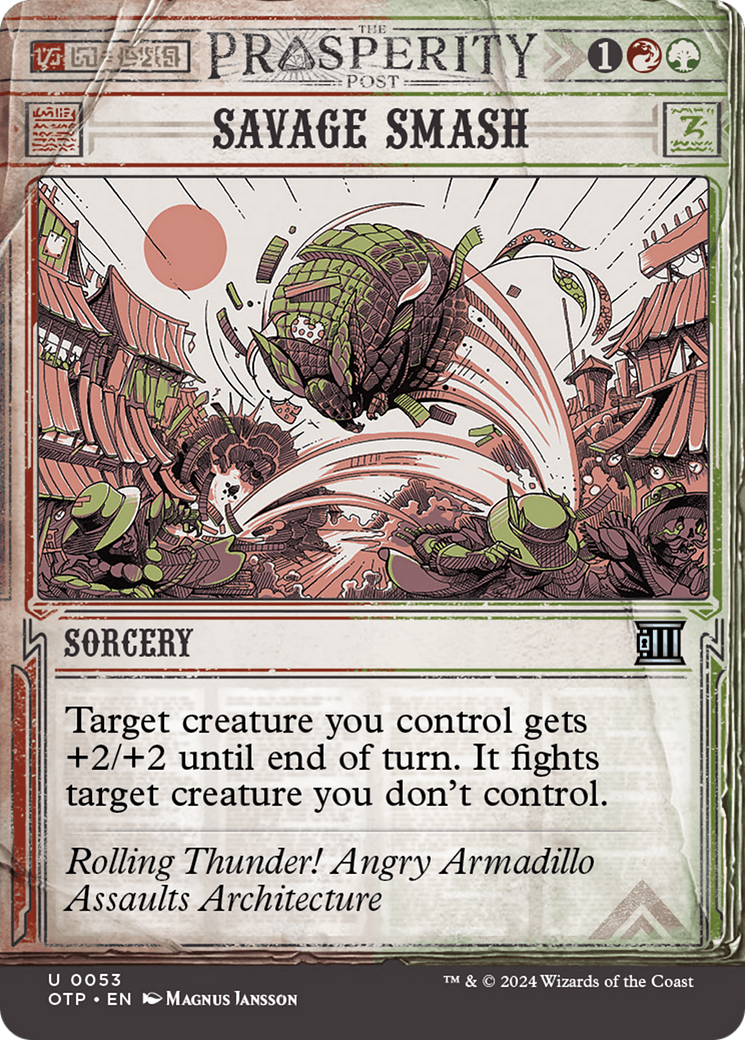 THE
PROSPERITY
POST
1
SAVAGE SMASH
SORCERY
Target creature you control gets
+2/+2 until end of turn. It fights
target creature you don't control.
Rolling Thunder! Angry Armadillo
Assaults Architecture
U 0053
OTP • EN Magnus Jansson
™ & © 2024 Wizards of the Coast